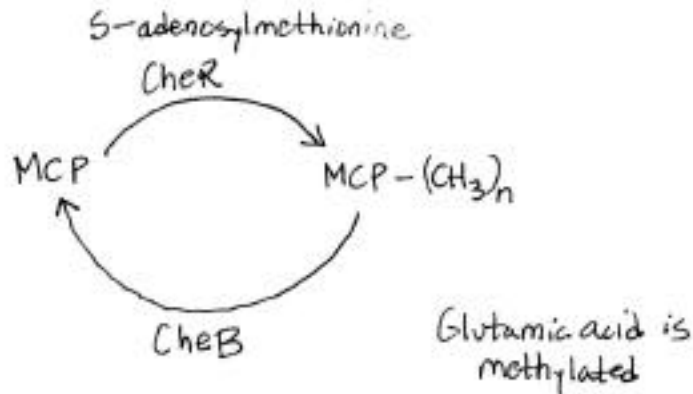 S-adenosylmethionine
CheR
MCP
MCP-(CH₃)n
CheB
Glutamic acid is
methylated